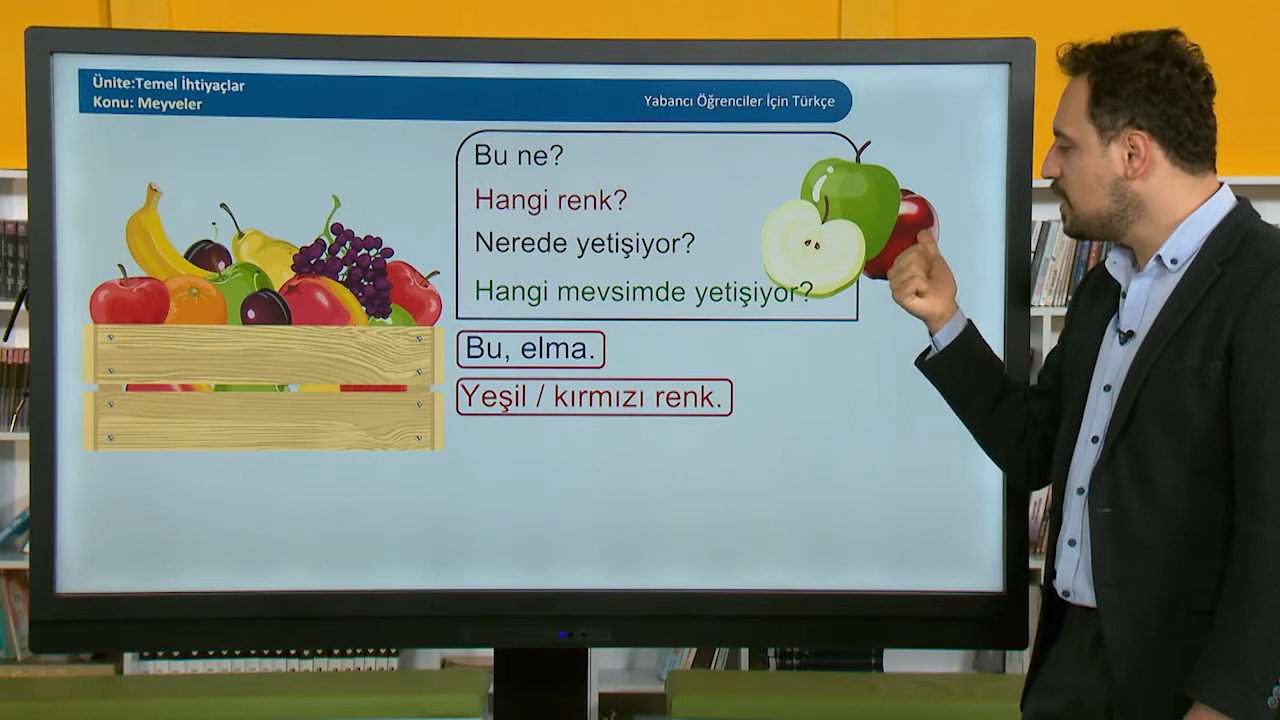 Ünite:Temel İhtiyaçlar
Konu: Meyveler
Yabancı Öğrenciler İçin Türkçe
Bu ne?
Hangi renk?
Nerede yetişiyor?
Hangi mevsimde yetişiyor?
Bu, elma.
Yeşil / kırmızı renk.